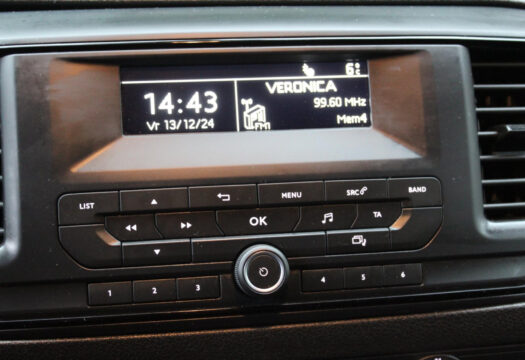 6°C
VERONICA
14:43
99.60 MHz
Vr 13/12/24
FM1
Mem4
LIST
MENU
SRC
BAND
OK
TA
1 2 3
4 5 6